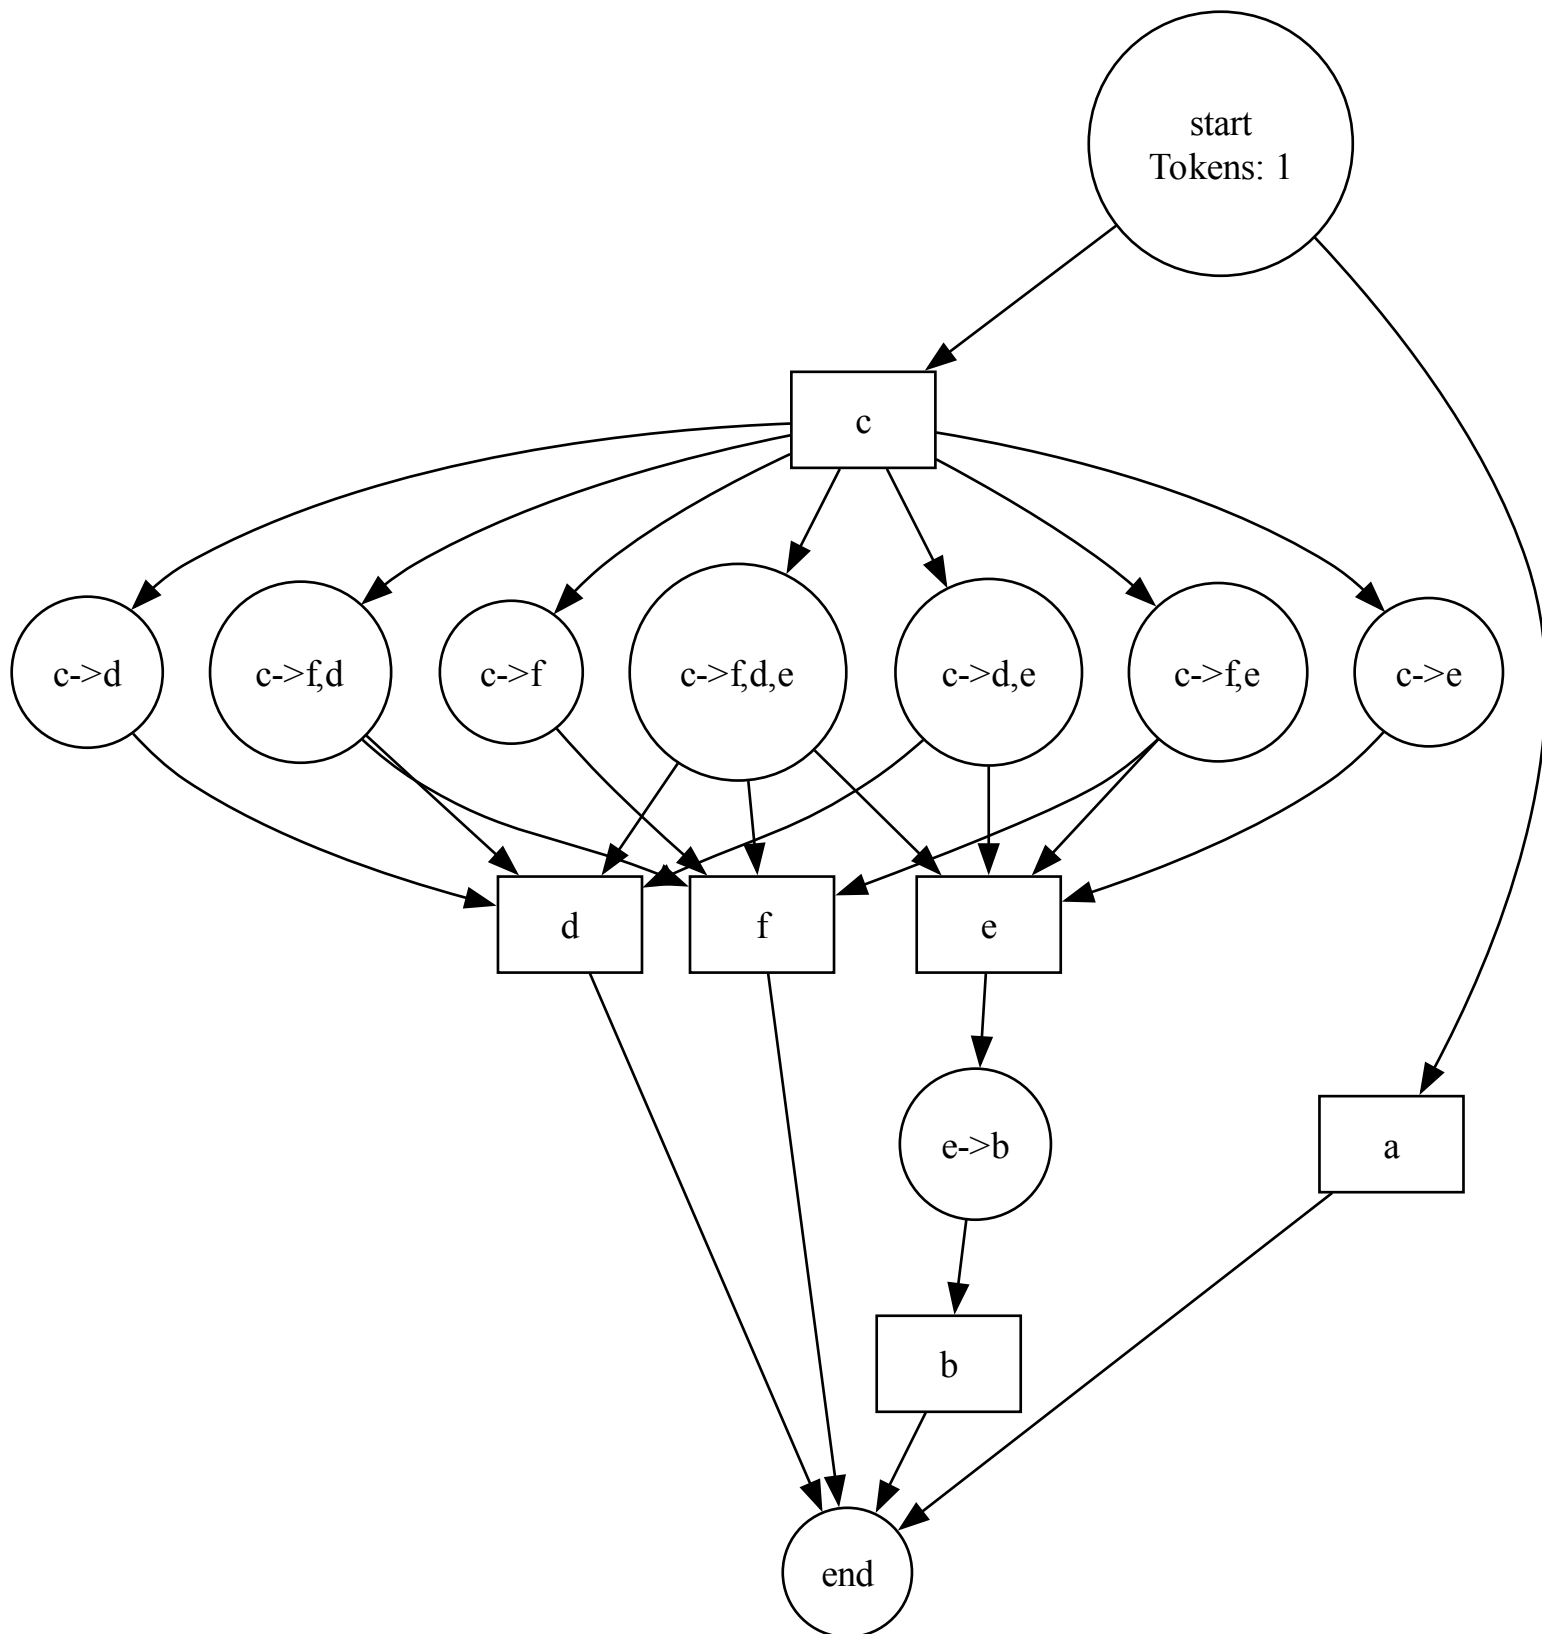 start
Tokens: 1
c
c->d
c->f,d
c->f
c->f,d,e
c->d,e
c->f,e
c->e
d
f
e
e->b
a
b
end